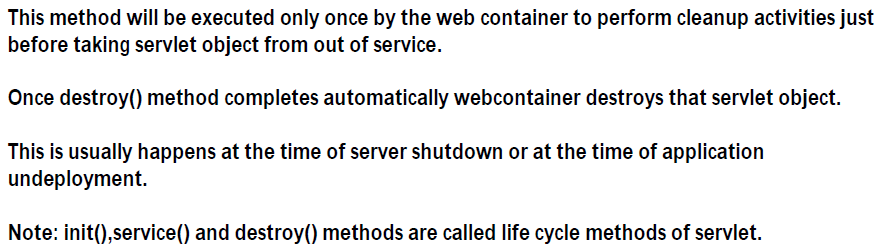 This method will be executed only once by the web container to perform cleanup activities just
before taking servlet object from out of service.
Once destroy() method completes automatically webcontainer destroys that servlet object.
This is usually happens at the time of server shutdown or at the time of application
undeployment.
Note: init(),service() and destroy() methods are called life cycle methods of servlet.